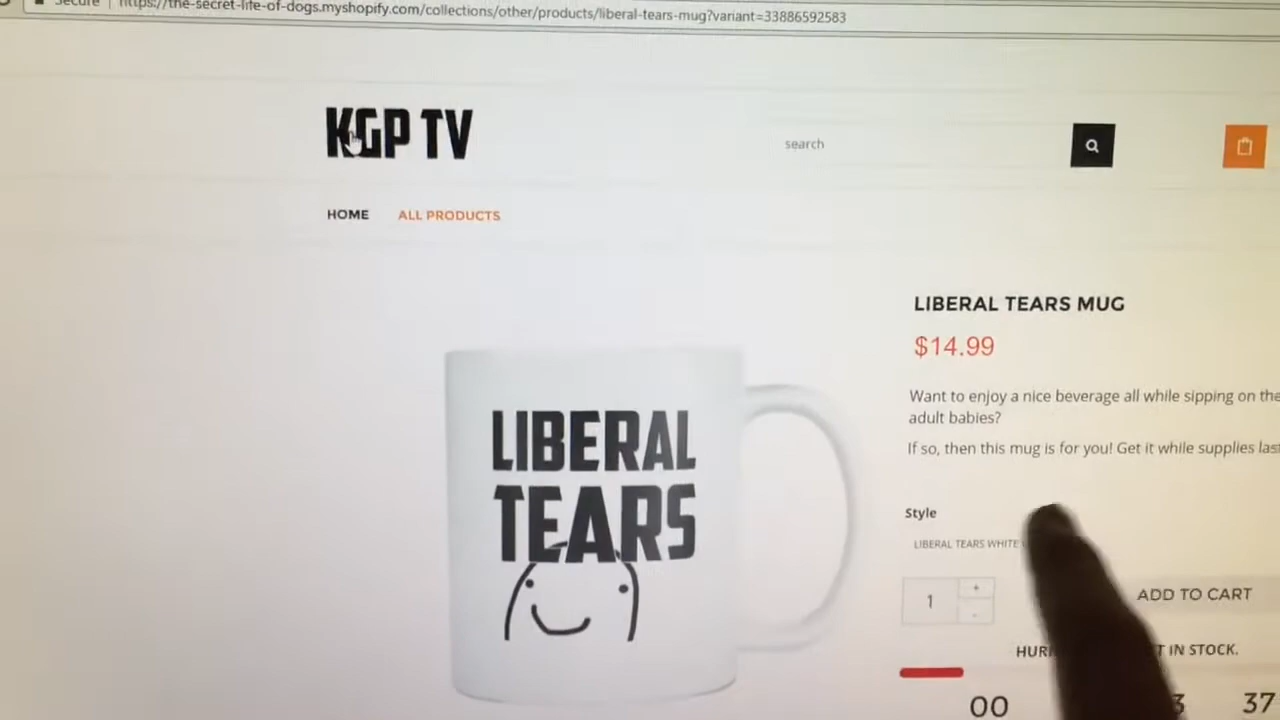 Secure | https://the-secret-life-of-dogs.myshopify.com/collections/other/products/liberal-tears-mug?variant=33886592583
KGP TV
search
HOME ALL PRODUCTS
LIBERAL TEARS MUG
$14.99
Want to enjoy a nice beverage all while sipping on the
adult babies?
If so, then this mug is for you! Get it while supplies last
LIBERAL
TEARS
Style
LIBERAL TEARS WHITE
1 + -
ADD TO CART
IN STOCK.
00 37